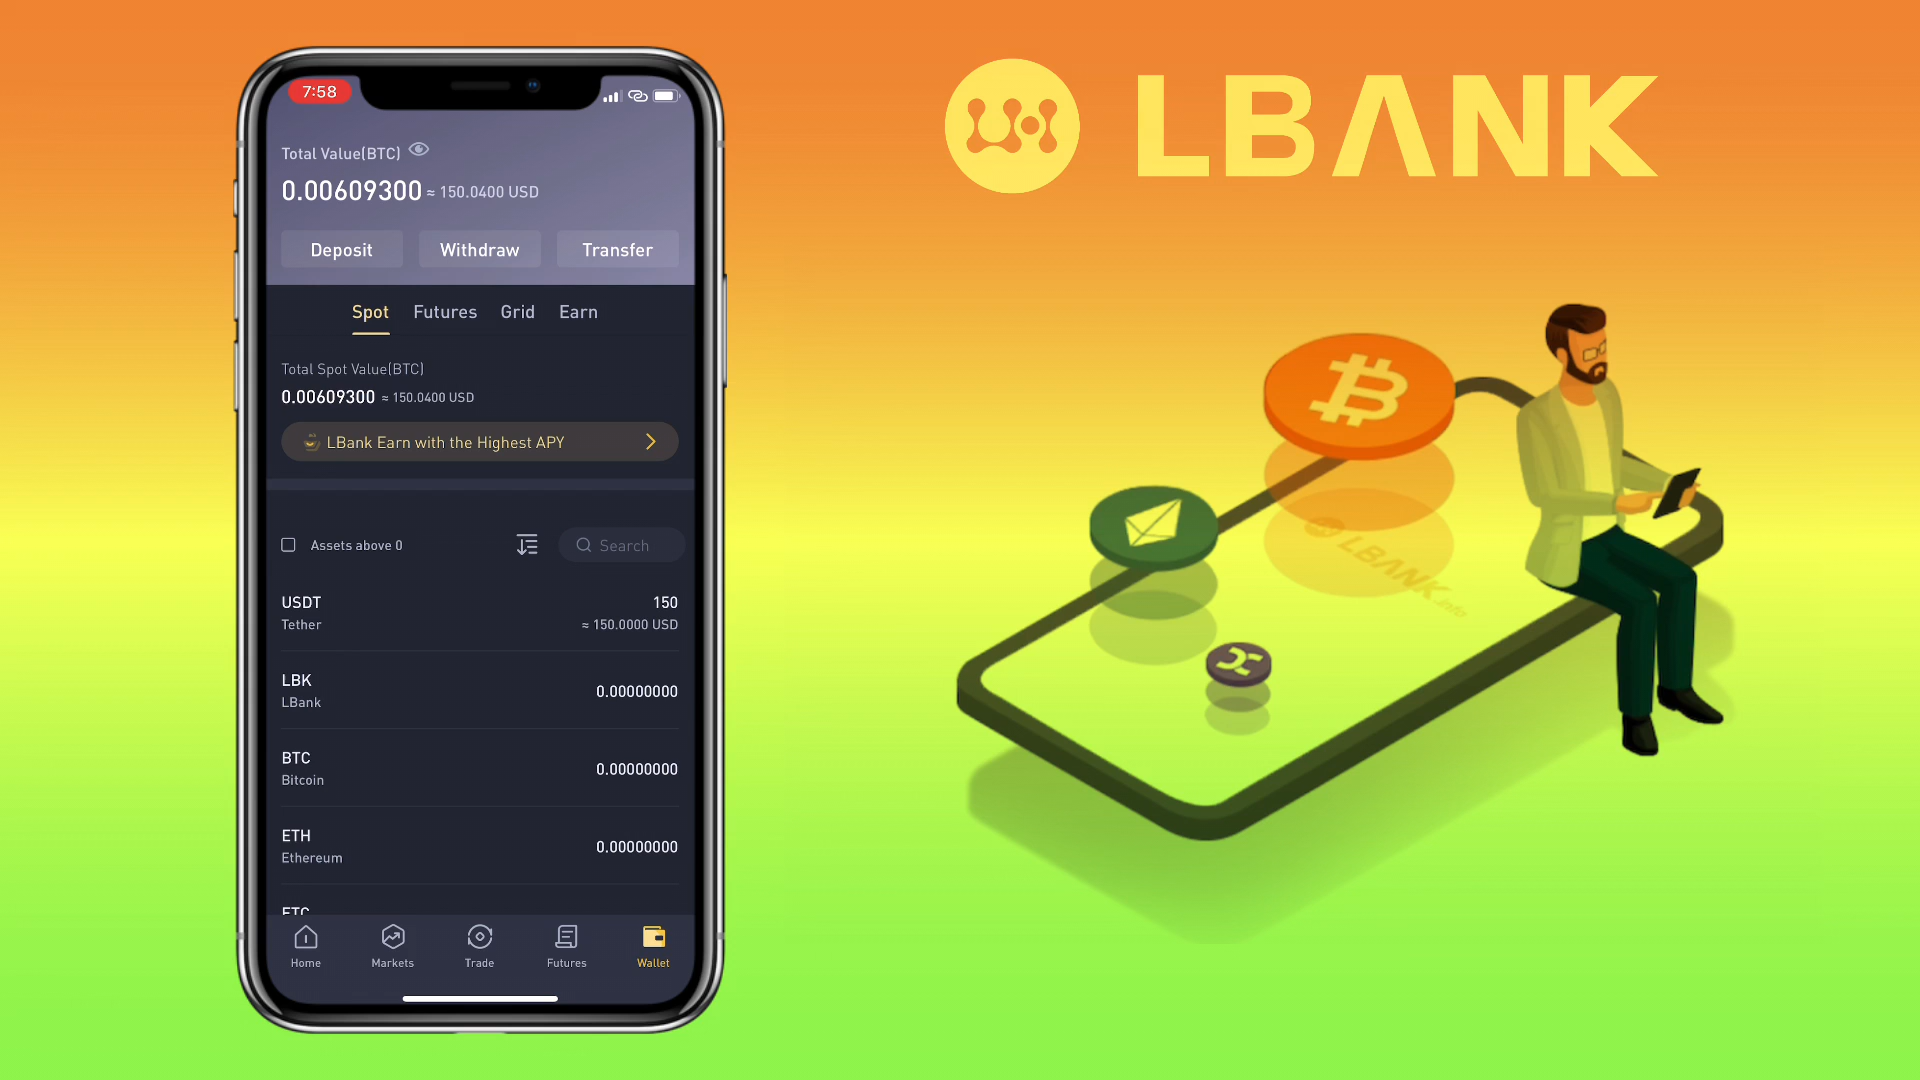 7:58
Total Value(BTC)
0.00609300 ≈ 150.0400 USD
Deposit Withdraw Transfer
Spot Futures Grid Earn
Total Spot Value(BTC)
0.00609300 ≈ 150.0400 USD
LBank Earn with the Highest APY
Assets above 0 Search
USDT 150
Tether ≈ 150.0000 USD
LBK 0.00000000
LBank
BTC 0.00000000
Bitcoin
ETH 0.00000000
Ethereum
ETC
Home Markets Trade Futures Wallet
LBANK
LBANK.info